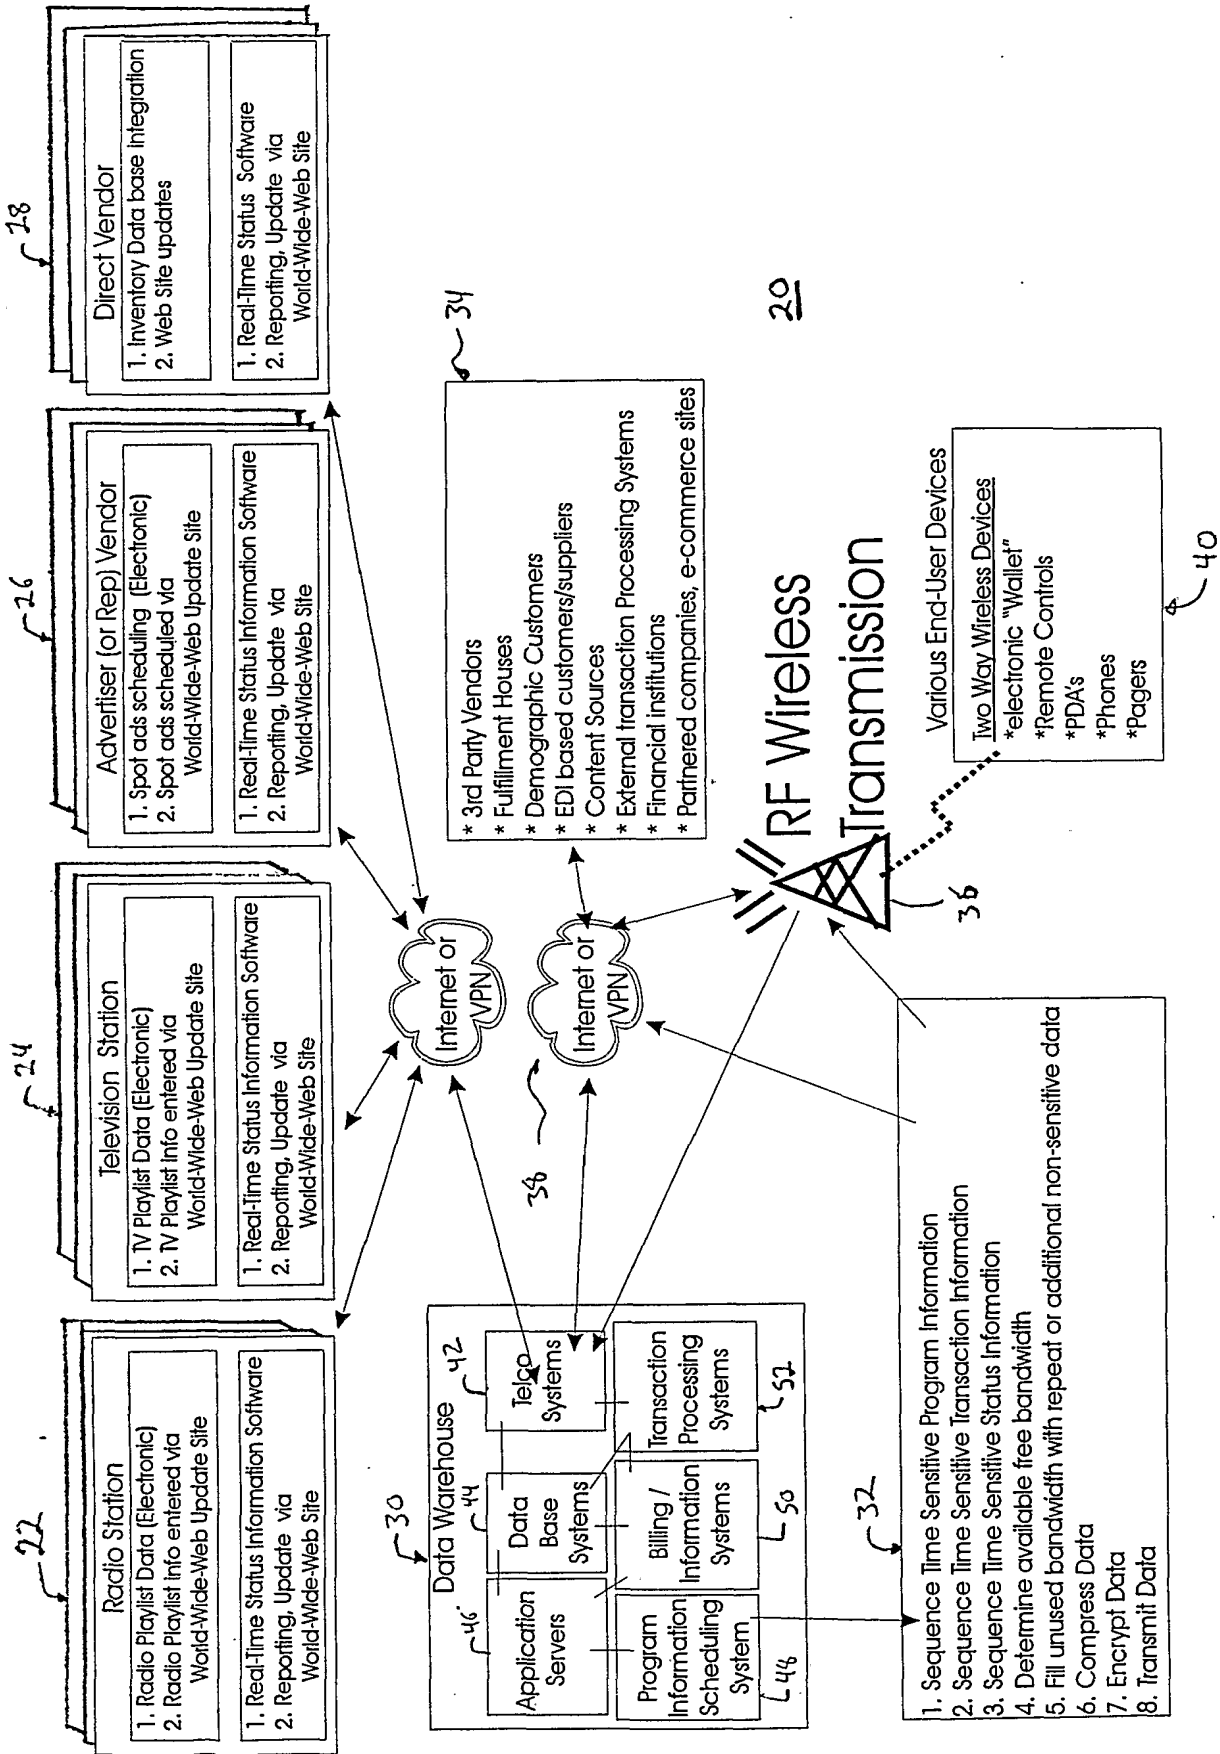 22
Radio Station
1. Radio Playlist Data (Electronic)
2. Radio Playlist Info entered via
World-Wide-Web Update Site
1. Real-Time Status Information Software
2. Reporting, Update via
World-Wide-Web Site
24
Television Station
1. TV Playlist Data (Electronic)
2. TV Playlist Info entered via
World-Wide-Web Update Site
1. Real-Time Status Information Software
2. Reporting, Update via
World-Wide-Web Site
26
Advertiser (or Rep) Vendor
1. Spot ads scheduling (Electronic)
2. Spot ads scheduled via
World-Wide-Web Update Site
1. Real-Time Status Information Software
2. Reporting, Update via
World-Wide-Web Site
28
Direct Vendor
1. Inventory Data base Integration
2. Web Site updates
1. Real-Time Status Software
2. Reporting, Update via
World-Wide-Web Site
Internet or
VPN
38
Internet or
VPN
34
* 3rd Party Vendors
* Fulfillment Houses
* Demographic Customers
* EDI based customers/suppliers
* Content Sources
* External transaction Processing Systems
* Financial institutions
* Partnered companies, e-commerce sites
20
30
Data Warehouse
46
Application
Servers
44
Data
Base
Systems
42
Telco
Systems
Program
Information
Scheduling
System
48
Billing /
Information
Systems
50
Transaction
Processing
Systems
52
RF Wireless
Transmission
36
Various End-User Devices
Two Way Wireless Devices
*electronic "Wallet"
*Remote Controls
*PDA's
*Phones
*Pagers
40
32
1. Sequence Time Sensitive Program Information
2. Sequence Time Sensitive Transaction Information
3. Sequence Time Sensitive Status Information
4. Determine available free bandwidth
5. Fill unused bandwidth with repeat or additional non-sensitive data
6. Compress Data
7. Encrypt Data
8. Transmit Data